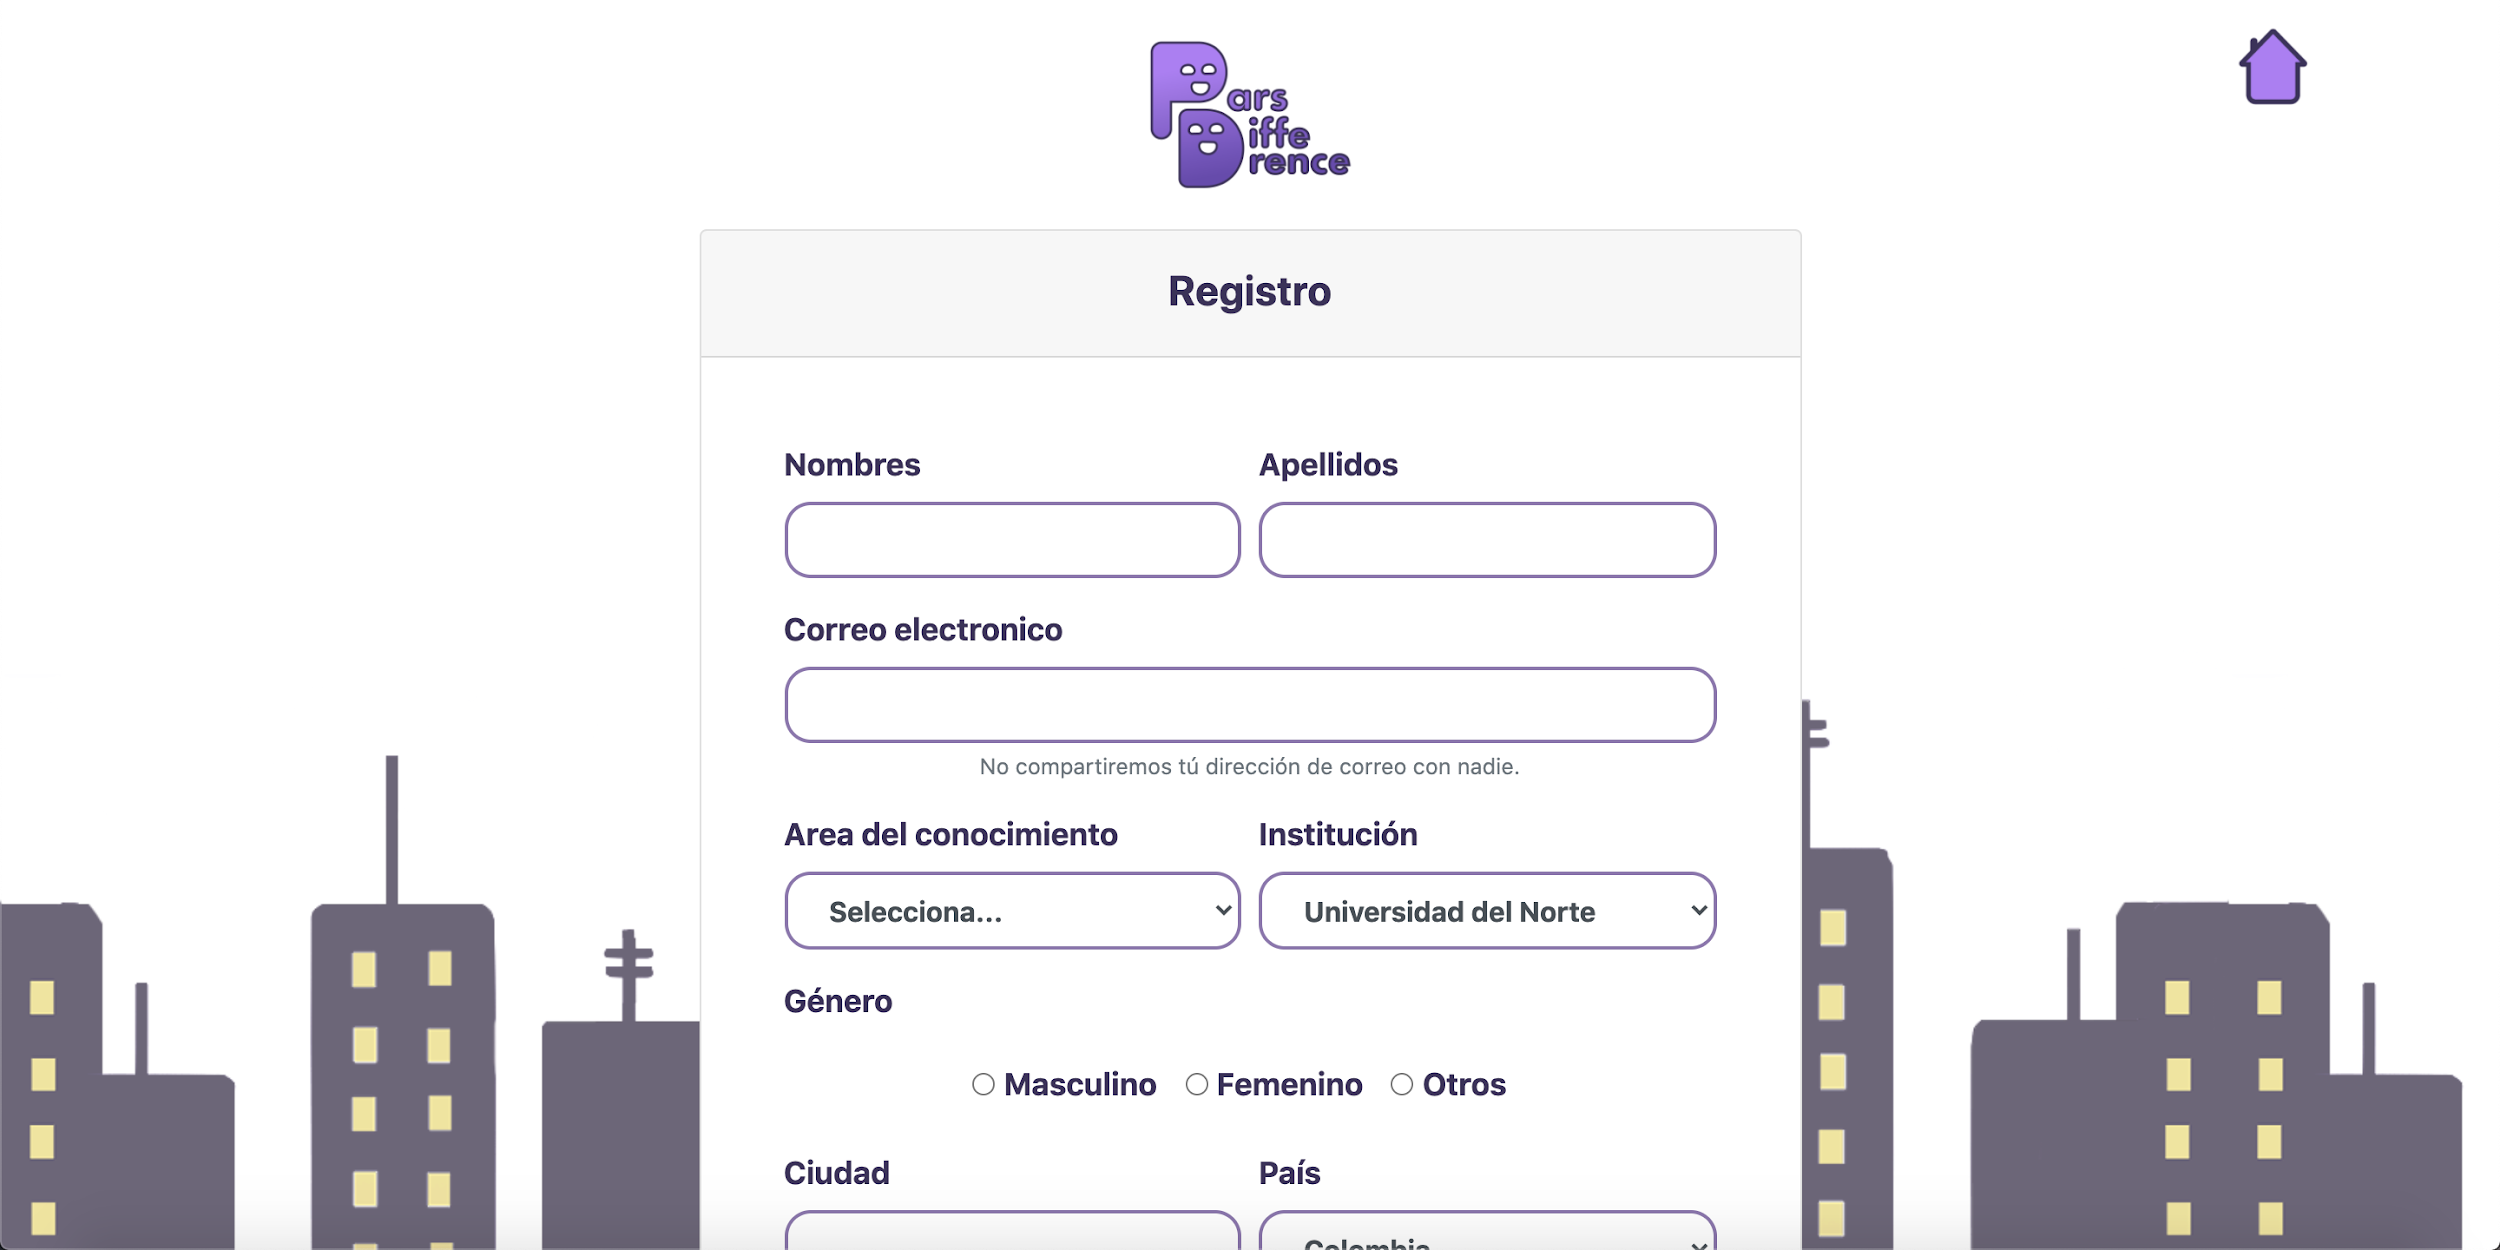 Pars
Diffe
rence
Registro
Nombres Apellidos
Correo electronico
No compartiremos tú dirección de correo con nadie.
Area del conocimiento Institución
Selecciona... Universidad del Norte
Género
Masculino Femenino Otros
Ciudad País
Colombia